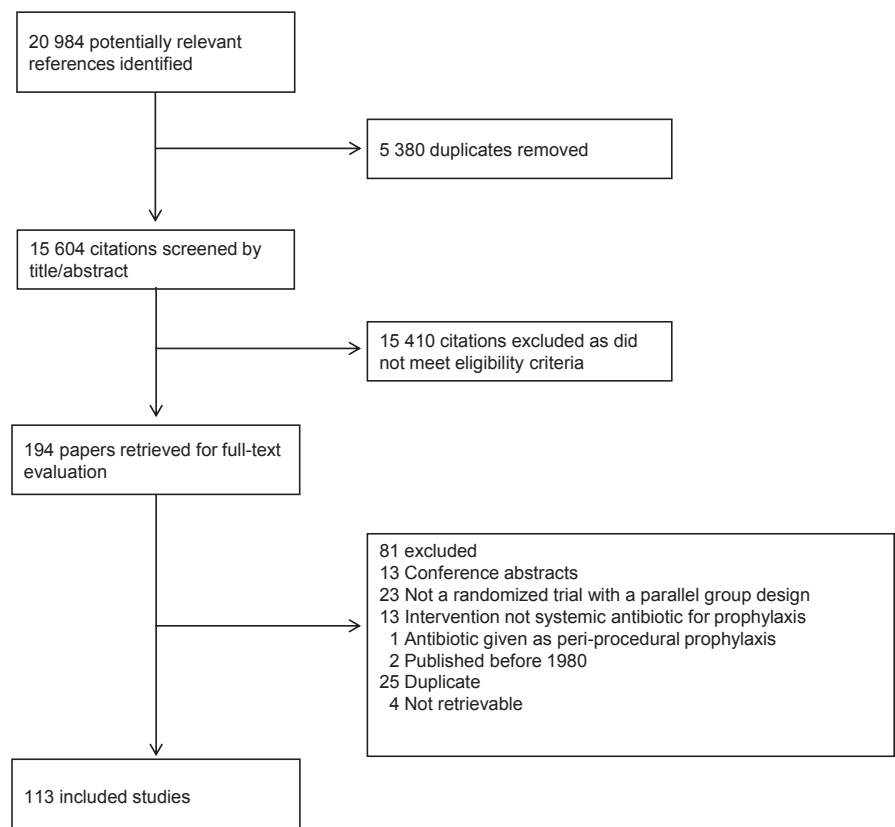 20 984 potentially relevant
references identified
5 380 duplicates removed
15 604 citations screened by
title/abstract
15 410 citations excluded as did
not meet eligibility criteria
194 papers retrieved for full-text
evaluation
81 excluded
13 Conference abstracts
23 Not a randomized trial with a parallel group design
13 Intervention not systemic antibiotic for prophylaxis
1 Antibiotic given as peri-procedural prophylaxis
2 Published before 1980
25 Duplicate
4 Not retrievable
113 included studies